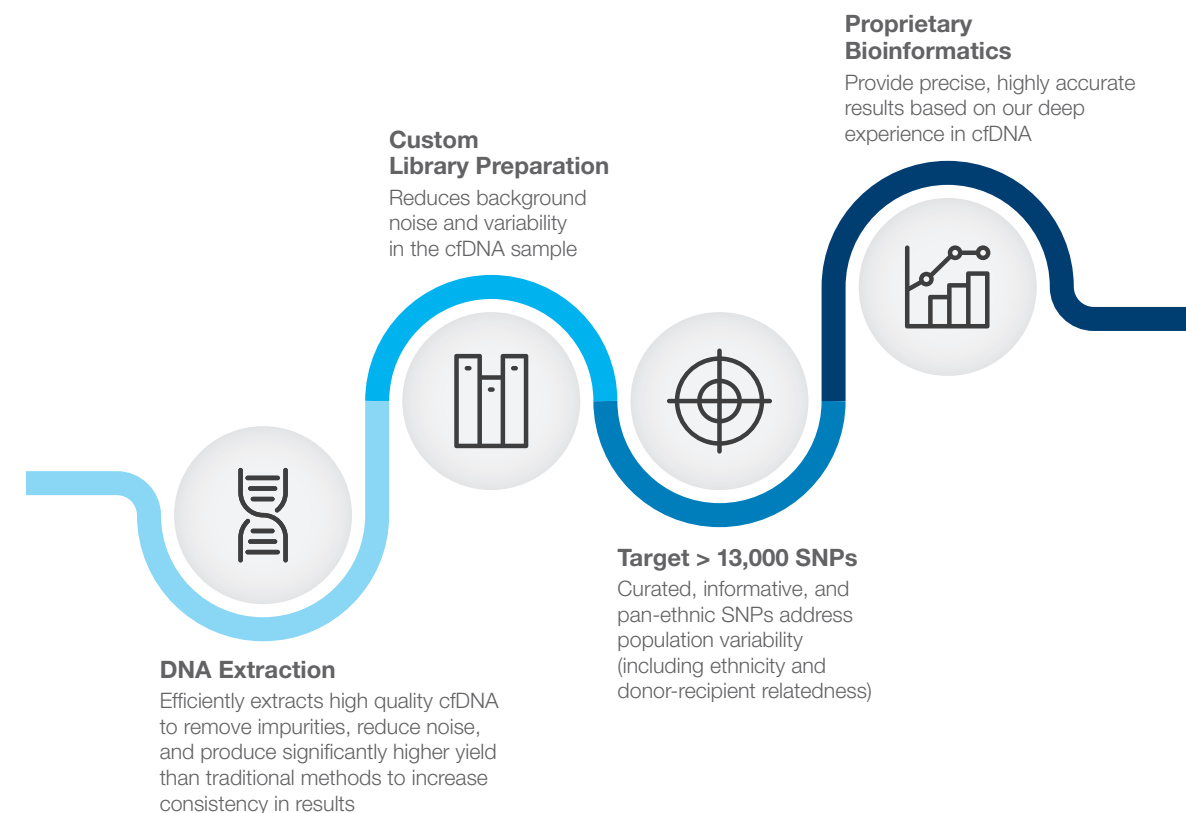 DNA Extraction
Efficiently extracts high quality cfDNA
to remove impurities, reduce noise,
and produce significantly higher yield
than traditional methods to increase
consistency in results
Custom
Library Preparation
Reduces background
noise and variability
in the cfDNA sample
Target > 13,000 SNPs
Curated, informative, and
pan-ethnic SNPs address
population variability
(including ethnicity and
donor-recipient relatedness)
Proprietary
Bioinformatics
Provide precise, highly accurate
results based on our deep
experience in cfDNA